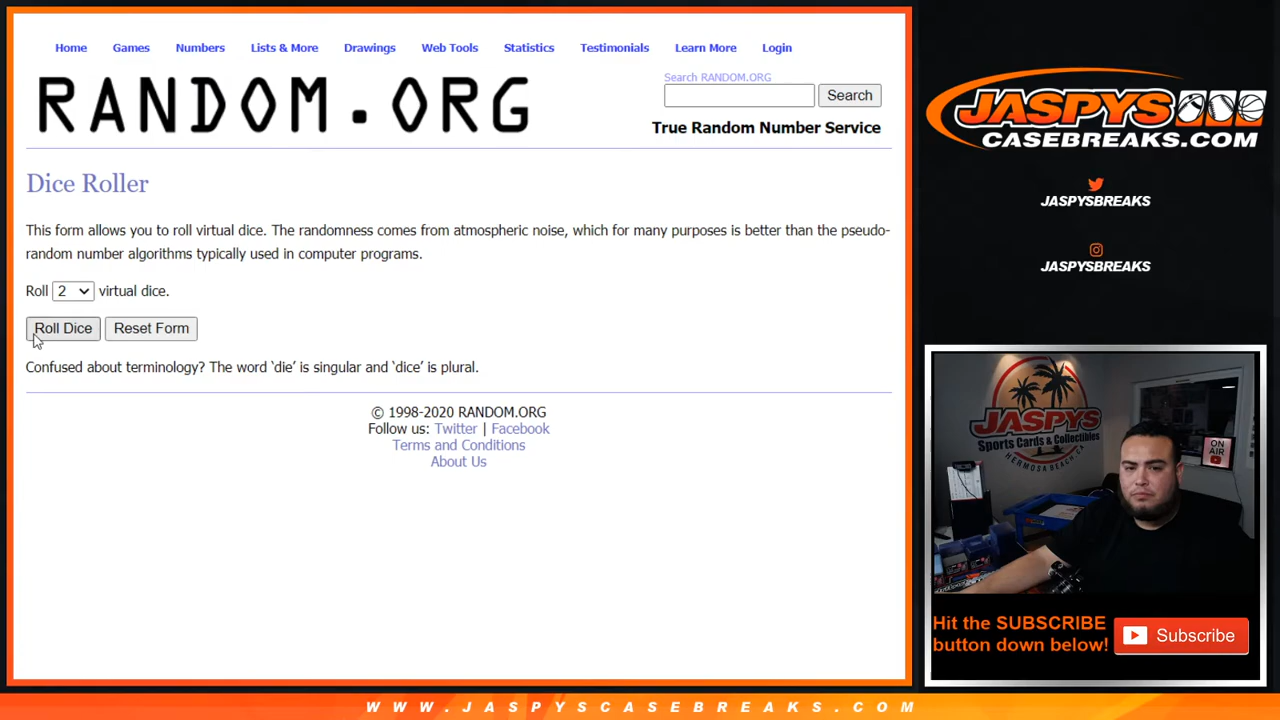 Home Games Numbers Lists & More Drawings Web Tools Statistics Testimonials Learn More Login
RANDOM.ORG
Search RANDOM.ORG
Search
True Random Number Service
Dice Roller
This form allows you to roll virtual dice. The randomness comes from atmospheric noise, which for many purposes is better than the pseudo-
random number algorithms typically used in computer programs.
Roll 2 virtual dice.
Roll Dice Reset Form
Confused about terminology? The word ‘die’ is singular and ‘dice’ is plural.
© 1998-2020 RANDOM.ORG
Follow us: Twitter | Facebook
Terms and Conditions
About Us
JASPYS
CASEBREAKS.COM
JASPYSBREAKS
JASPYSBREAKS
JASPYS
Sports Cards & Collectibles
HERMOSA BEACH, CA
ON
AIR
Hit the SUBSCRIBE
button down below!
Subscribe
WWW.JASPYSCASEBREAKS.COM